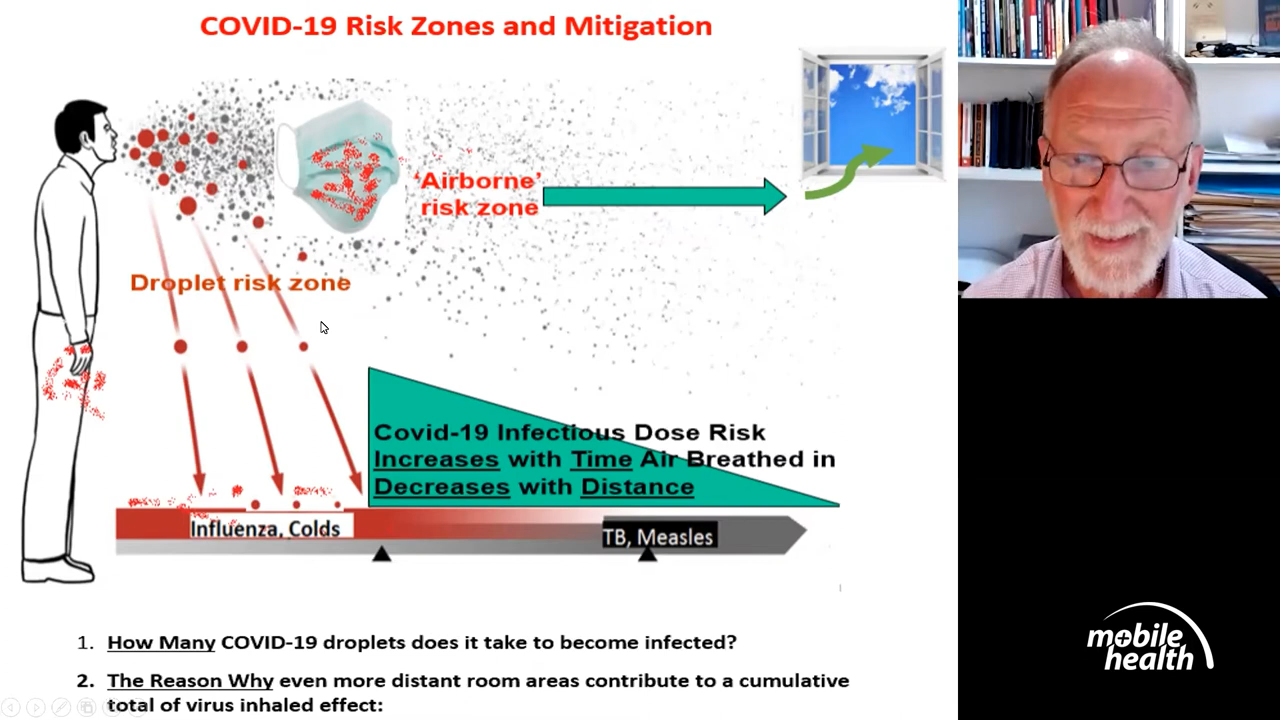 COVID-19 Risk Zones and Mitigation
'Airborne'
risk zone
Droplet risk zone
Covid-19 Infectious Dose Risk
Increases with Time Air Breathed in
Decreases with Distance
Influenza, Colds
TB, Measles
1. How Many COVID-19 droplets does it take to become infected?
2. The Reason Why even more distant room areas contribute to a cumulative
total of virus inhaled effect:
mobile
health